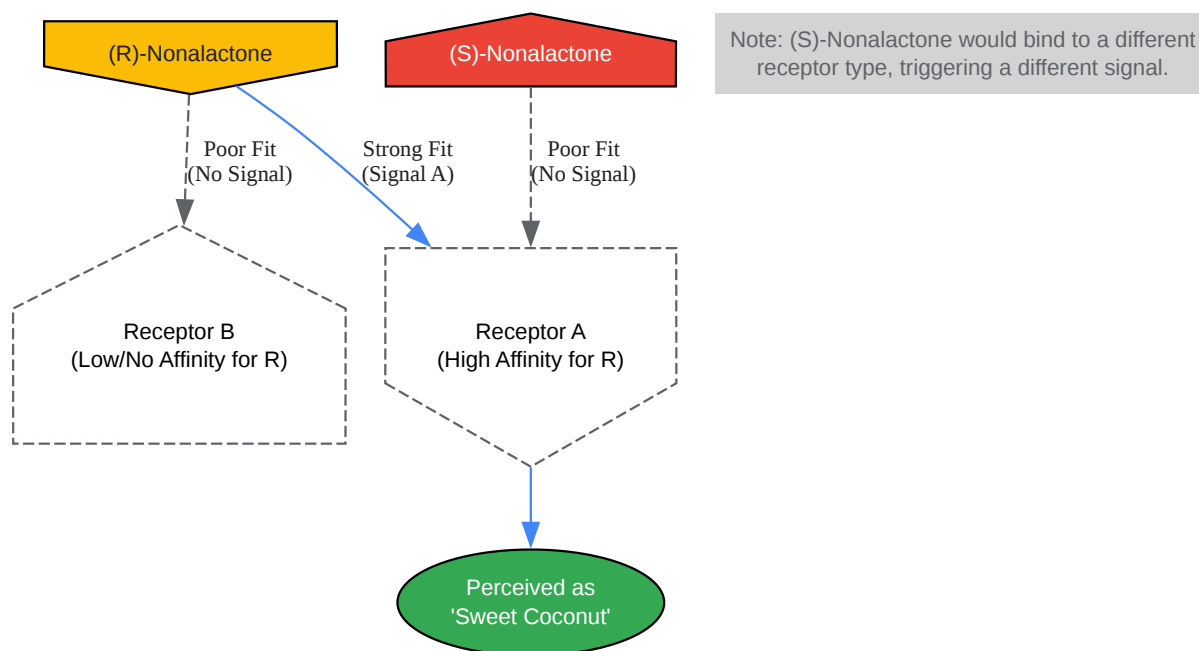 (R)-Nonalactone
(S)-Nonalactone
Note: (S)-Nonalactone would bind to a different
receptor type, triggering a different signal.
Poor Fit
(No Signal)
Strong Fit
(Signal A)
Poor Fit
(No Signal)
Receptor B
(Low/No Affinity for R)
Receptor A
(High Affinity for R)
Perceived as
'Sweet Coconut'